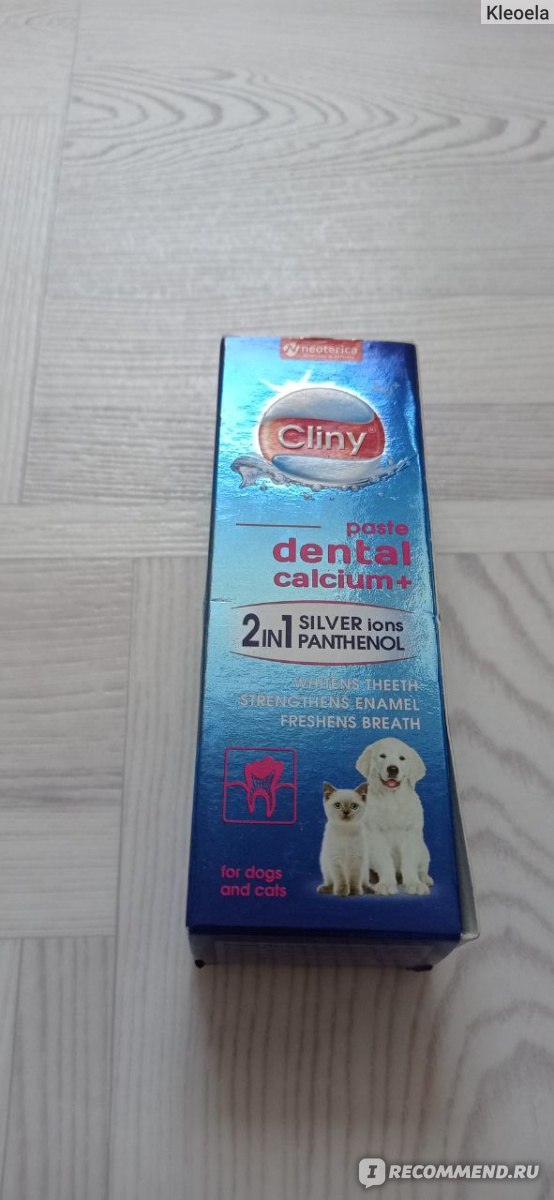 Kleoela
neoterica
Cliny®
paste
dental
calcium+
2IN1 SILVER ions
PANTHENOL
WHITENS THEETH
STRENGTHENS ENAMEL
FRESHENS BREATH
for dogs
and cats
I RECOMMEND.RU